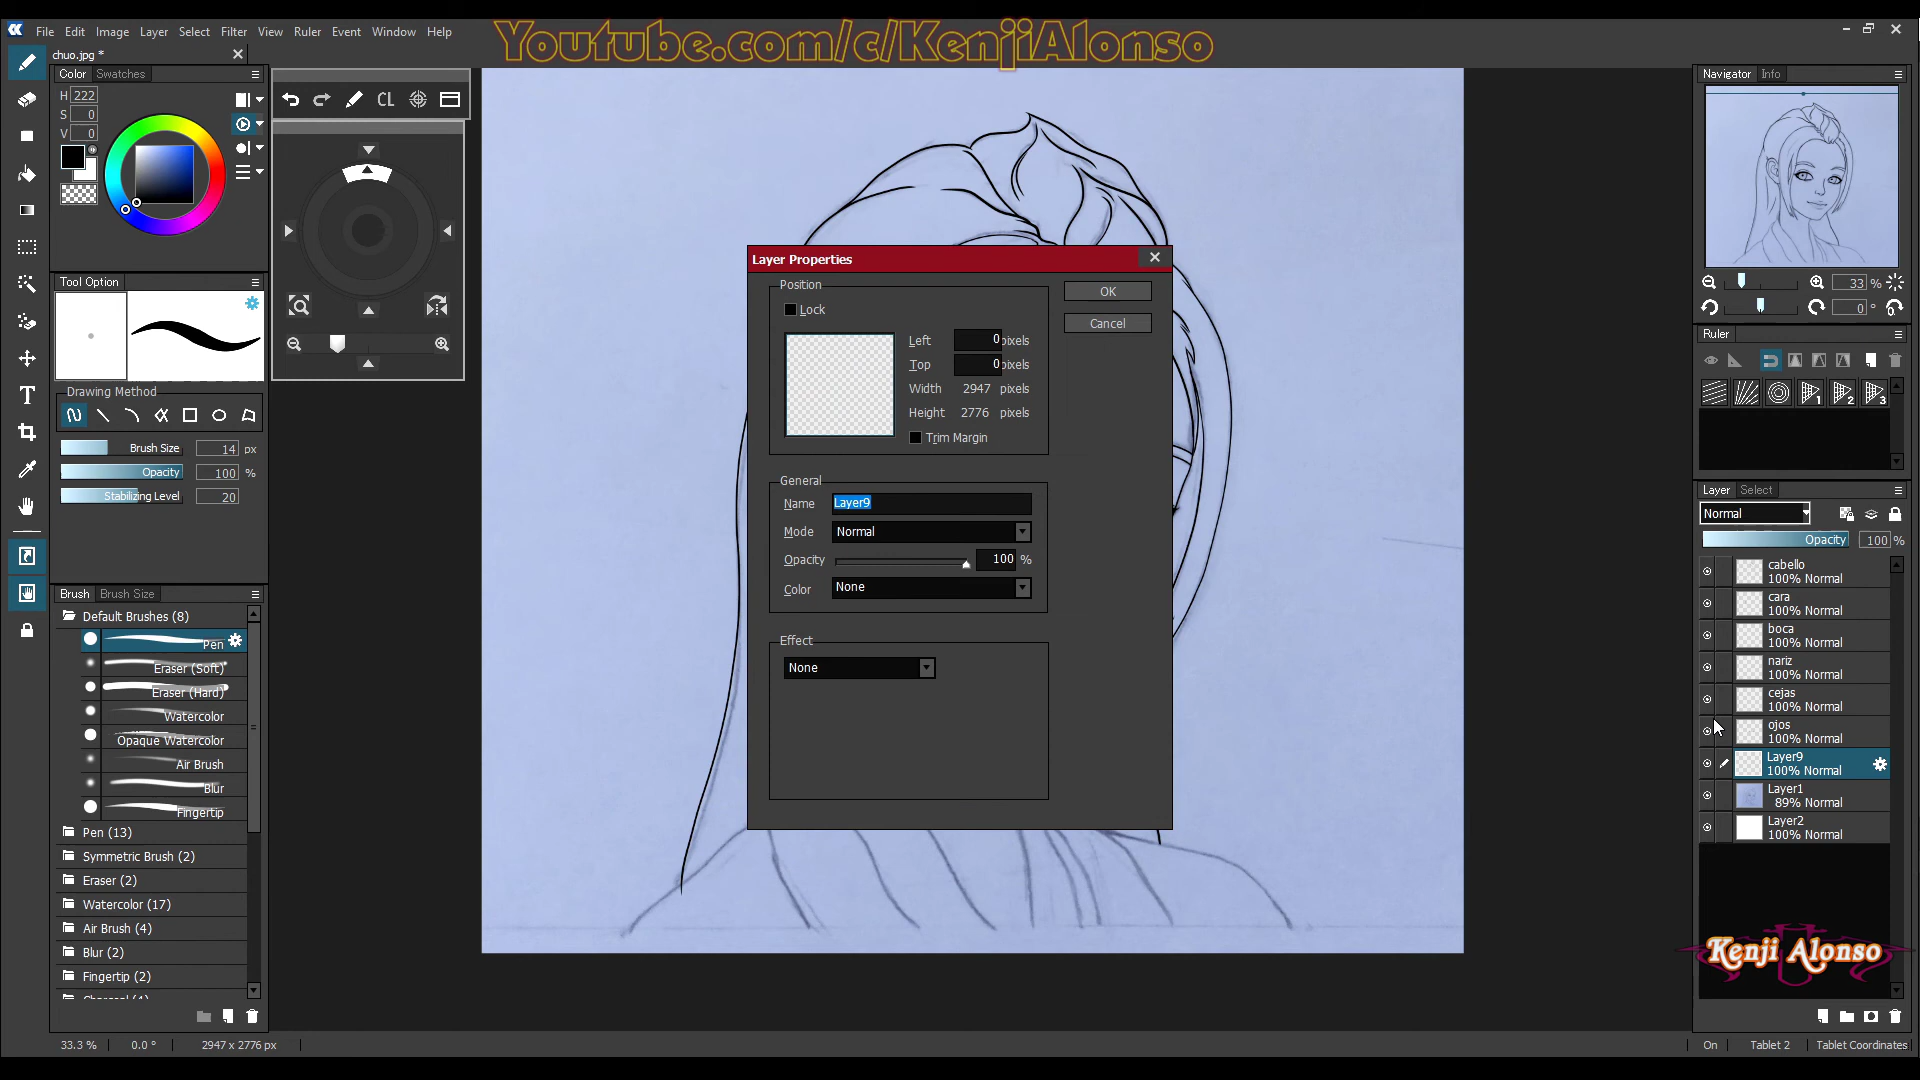 Youtube.com/c/KenjiAlonso
File Edit Image Layer Select Filter View Ruler Event Window Help
chuo.jpg *
Color Swatches
H 222
S 0
V 0
CL
Tool Option
Drawing Method
Brush Size 14 px
Opacity 100 %
Stabilizing Level 20
Brush Brush Size
Default Brushes (8)
Pen
Eraser (Soft)
Eraser (Hard)
Watercolor
Opaque Watercolor
Air Brush
Blur
Fingertip
Pen (13)
Symmetric Brush (2)
Eraser (2)
Watercolor (17)
Air Brush (4)
Blur (2)
Fingertip (2)
Charcoal (4)
33.3 % 0.0 ° 2947 x 2776 px
Layer Properties
Position
Lock
Left 0 pixels
Top 0 pixels
Width 2947 pixels
Height 2776 pixels
Trim Margin
OK
Cancel
General
Name Layer9
Mode Normal
Opacity 100 %
Color None
Effect
None
Navigator Info
33 %
0 °
Ruler
1 2 3
Layer Select
Normal
Opacity 100 %
cabello
100% Normal
cara
100% Normal
boca
100% Normal
nariz
100% Normal
cejas
100% Normal
ojos
100% Normal
Layer9
100% Normal
Layer1
89% Normal
Layer2
100% Normal
Kenji Alonso
On Tablet 2 Tablet Coordinates